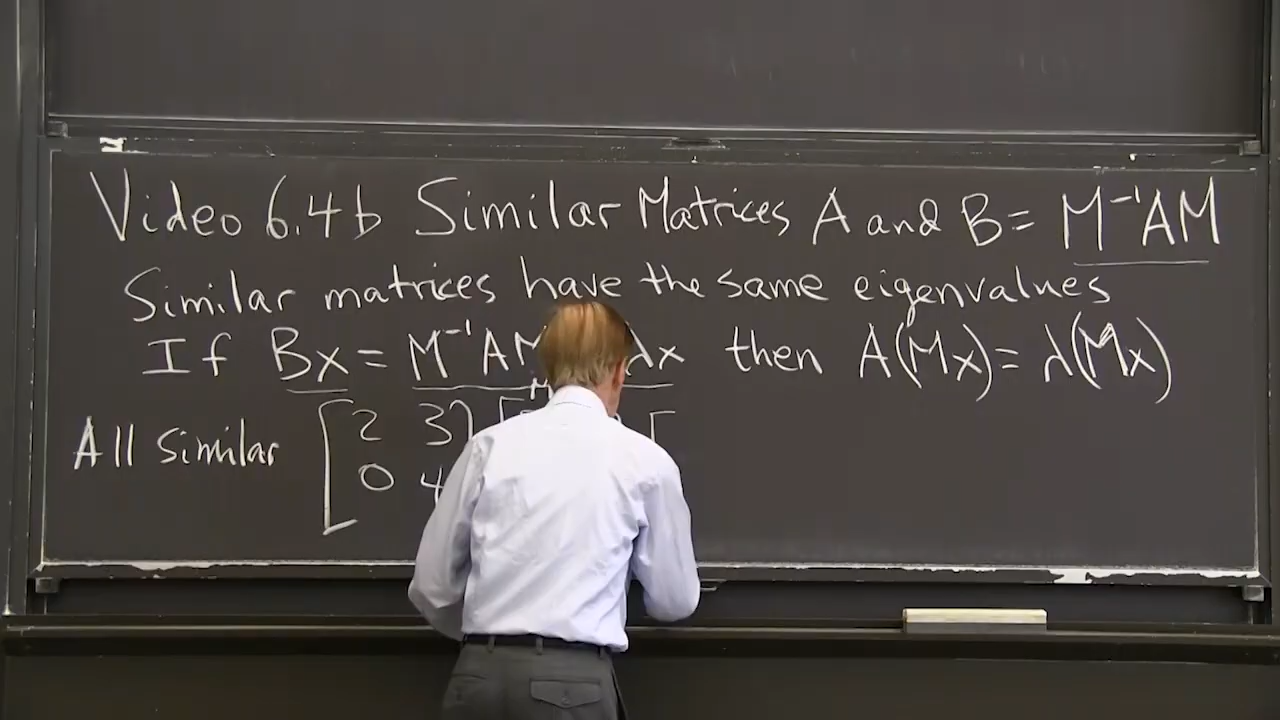 Video 6.4b Similar Matrices A and B = M⁻¹AM
Similar matrices have the same eigenvalues
If Bx = M⁻¹AM λx then A(Mx) = λ(Mx)
All similar [2 3]
0 4